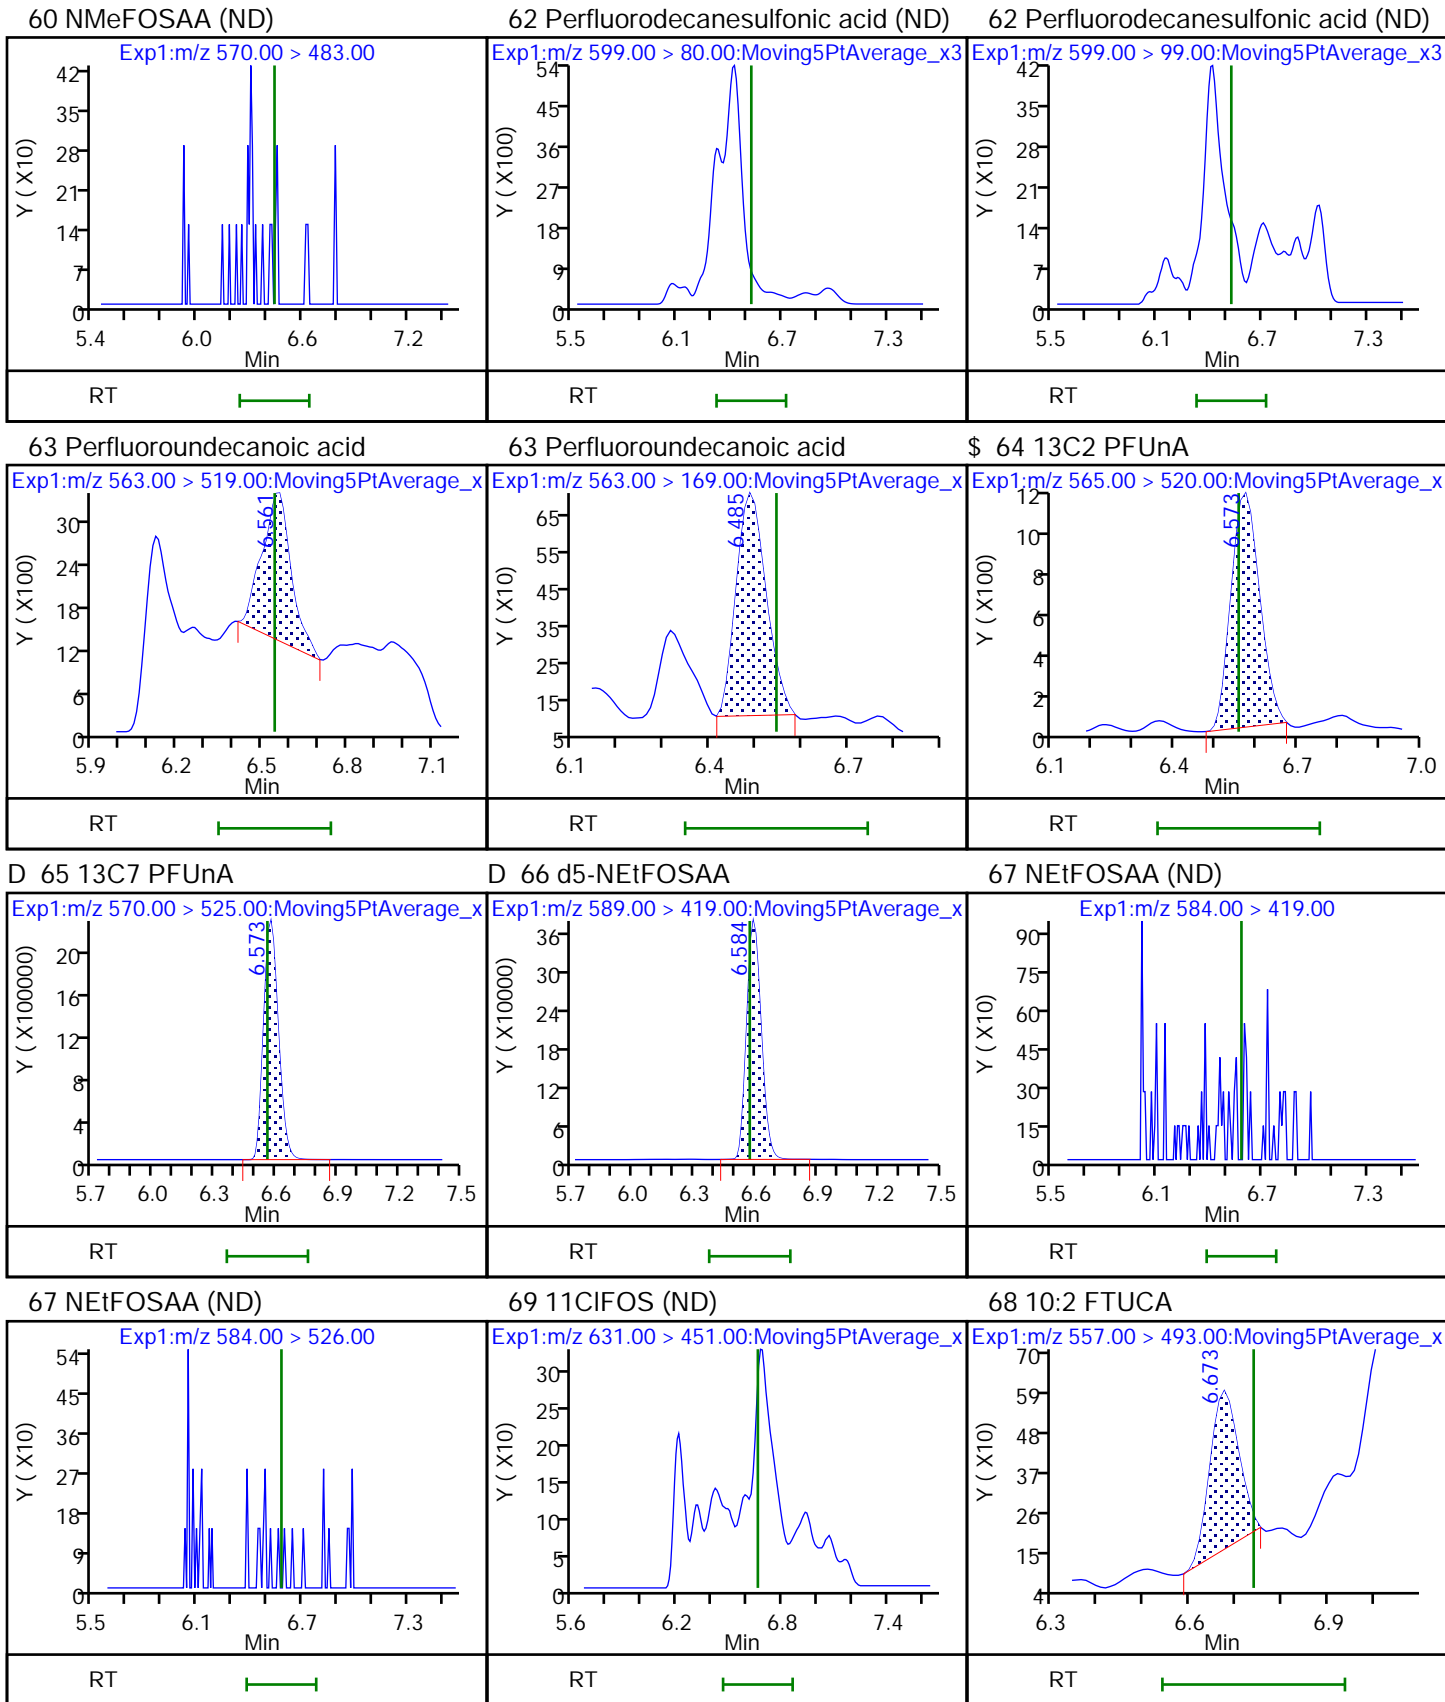 60 NMeFOSAA (ND)
Exp1:m/z 570.00 > 483.00
Y ( X10)
42
35
28
21
14
7
0
5.4 6.0 6.6 7.2
Min
RT
62 Perfluorodecanesulfonic acid (ND)
Exp1:m/z 599.00 > 80.00:Moving5PtAverage_x3
Y ( X100)
54
45
36
27
18
9
0
5.5 6.1 6.7 7.3
Min
RT
62 Perfluorodecanesulfonic acid (ND)
Exp1:m/z 599.00 > 99.00:Moving5PtAverage_x3
Y ( X10)
42
35
28
21
14
7
0
5.5 6.1 6.7 7.3
Min
RT
63 Perfluoroundecanoic acid
Exp1:m/z 563.00 > 519.00:Moving5PtAverage_x
6.561
Y ( X100)
30
24
18
12
6
0
5.9 6.2 6.5 6.8 7.1
Min
RT
63 Perfluoroundecanoic acid
Exp1:m/z 563.00 > 169.00:Moving5PtAverage_x
6.485
Y ( X10)
65
55
45
35
25
15
5
6.1 6.4 6.7
Min
RT
$ 64 13C2 PFUnA
Exp1:m/z 565.00 > 520.00:Moving5PtAverage_x
6.573
Y ( X100)
12
10
8
6
4
2
0
6.1 6.4 6.7 7.0
Min
RT
D 65 13C7 PFUnA
Exp1:m/z 570.00 > 525.00:Moving5PtAverage_x
6.573
Y ( X100000)
20
16
12
8
4
0
5.7 6.0 6.3 6.6 6.9 7.2 7.5
Min
RT
D 66 d5-NEtFOSAA
Exp1:m/z 589.00 > 419.00:Moving5PtAverage_x
6.584
Y ( X10000)
36
30
24
18
12
6
0
5.7 6.0 6.3 6.6 6.9 7.2 7.5
Min
RT
67 NEtFOSAA (ND)
Exp1:m/z 584.00 > 419.00
Y ( X10)
90
75
60
45
30
15
0
5.5 6.1 6.7 7.3
Min
RT
67 NEtFOSAA (ND)
Exp1:m/z 584.00 > 526.00
Y ( X10)
54
45
36
27
18
9
0
5.5 6.1 6.7 7.3
Min
RT
69 11ClFOS (ND)
Exp1:m/z 631.00 > 451.00:Moving5PtAverage_x
Y ( X10)
30
25
20
15
10
5
0
5.6 6.2 6.8 7.4
Min
RT
68 10:2 FTUCA
Exp1:m/z 557.00 > 493.00:Moving5PtAverage_x
6.673
Y ( X10)
70
59
48
37
26
15
4
6.3 6.6 6.9
Min
RT